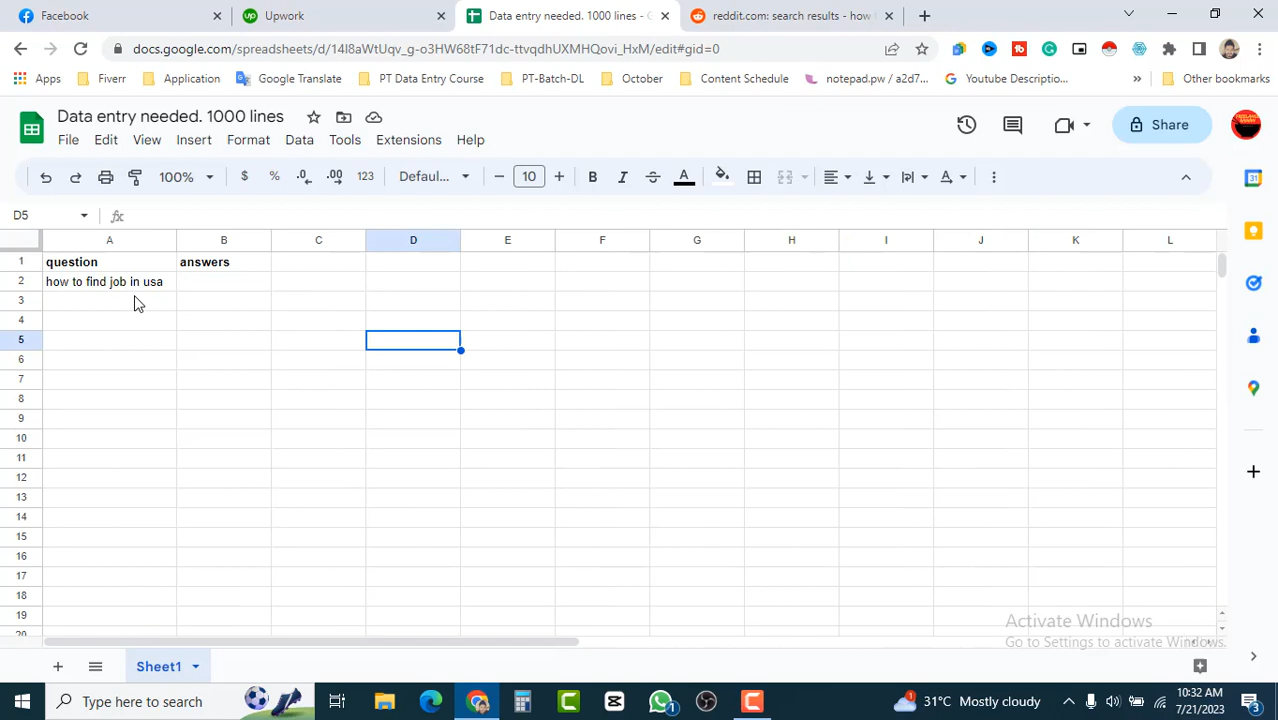 Facebook
Upwork
Data entry needed. 1000 lines - G
reddit.com: search results - how t
docs.google.com/spreadsheets/d/14I8aWtUqv_g-o3HW68tF71dc-ttvqdhUXMHQovi_HxM/edit#gid=0
Apps
Fiverr
Application
Google Translate
PT Data Entry Course
PT-Batch-DL
October
Content Schedule
notepad.pw / a2d7...
Youtube Descriptio...
»
Other bookmarks
Data entry needed. 1000 lines
File
Edit
View
Insert
Format
Data
Tools
Extensions
Help
Share
100%
$
%
.0
.00
123
Defaul...
10
B
I
A
D5
fx
A B C D E F G H I J K L
1 question answers
2 how to find job in usa
3
4
5
6
7
8
9
10
11
12
13
14
15
16
17
18
19
20
Activate Windows
Go to Settings to activate Windows.
Sheet1
Type here to search
31°C Mostly cloudy
10:32 AM
7/21/2023